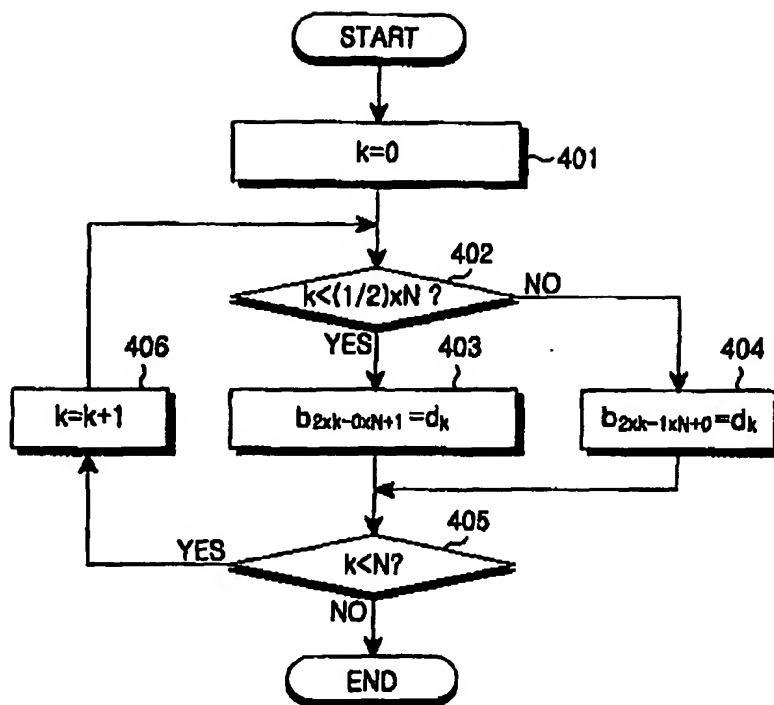 START
k=0
401
402
k<(1/2)xN ?
NO
YES
406
403
404
k=k+1
b2xk-0xN+1 =dk
b2xk-1xN+0=dk
405
YES
k<N?
NO
END